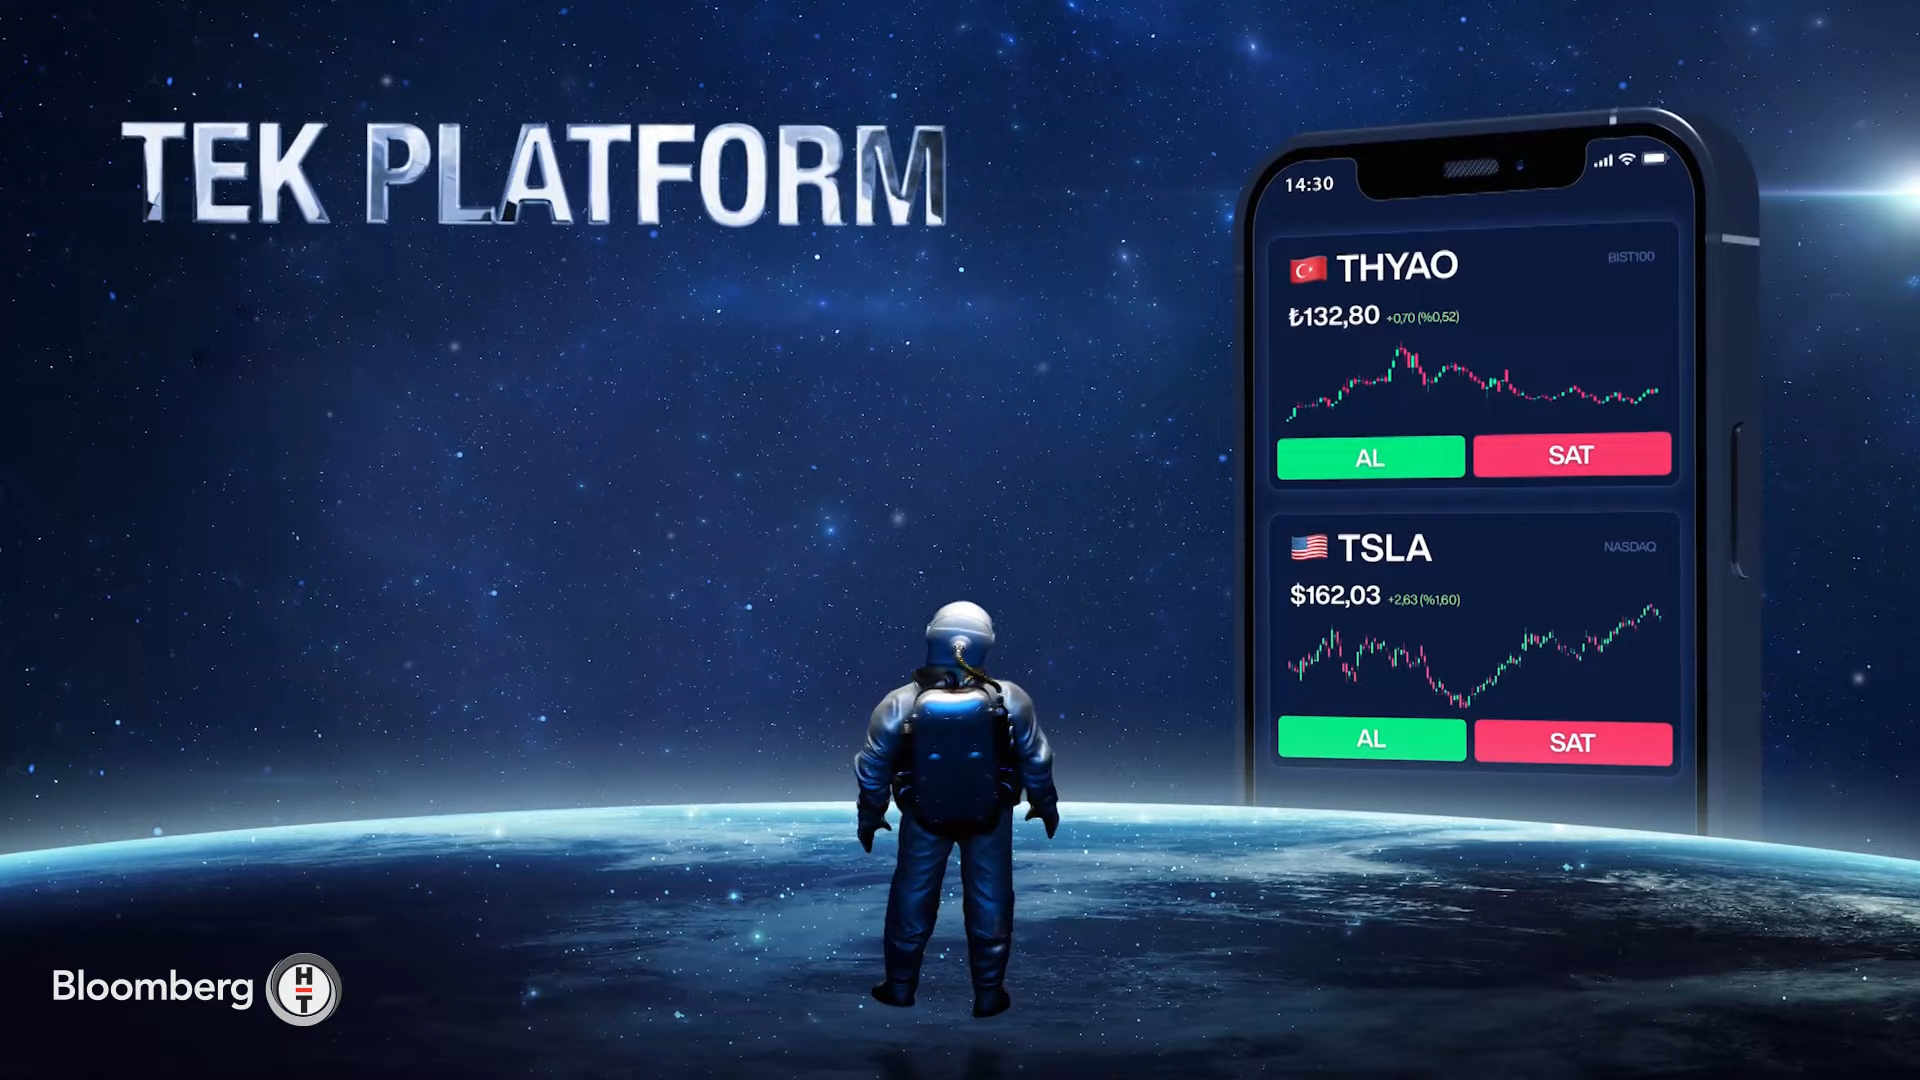 TEK PLATFORM
14:30
THYAO
BIST100
₺132,80 +0,70 (%0,52)
AL
SAT
TSLA
NASDAQ
$162,03 +2,63 (%1,60)
AL
SAT
Bloomberg HT